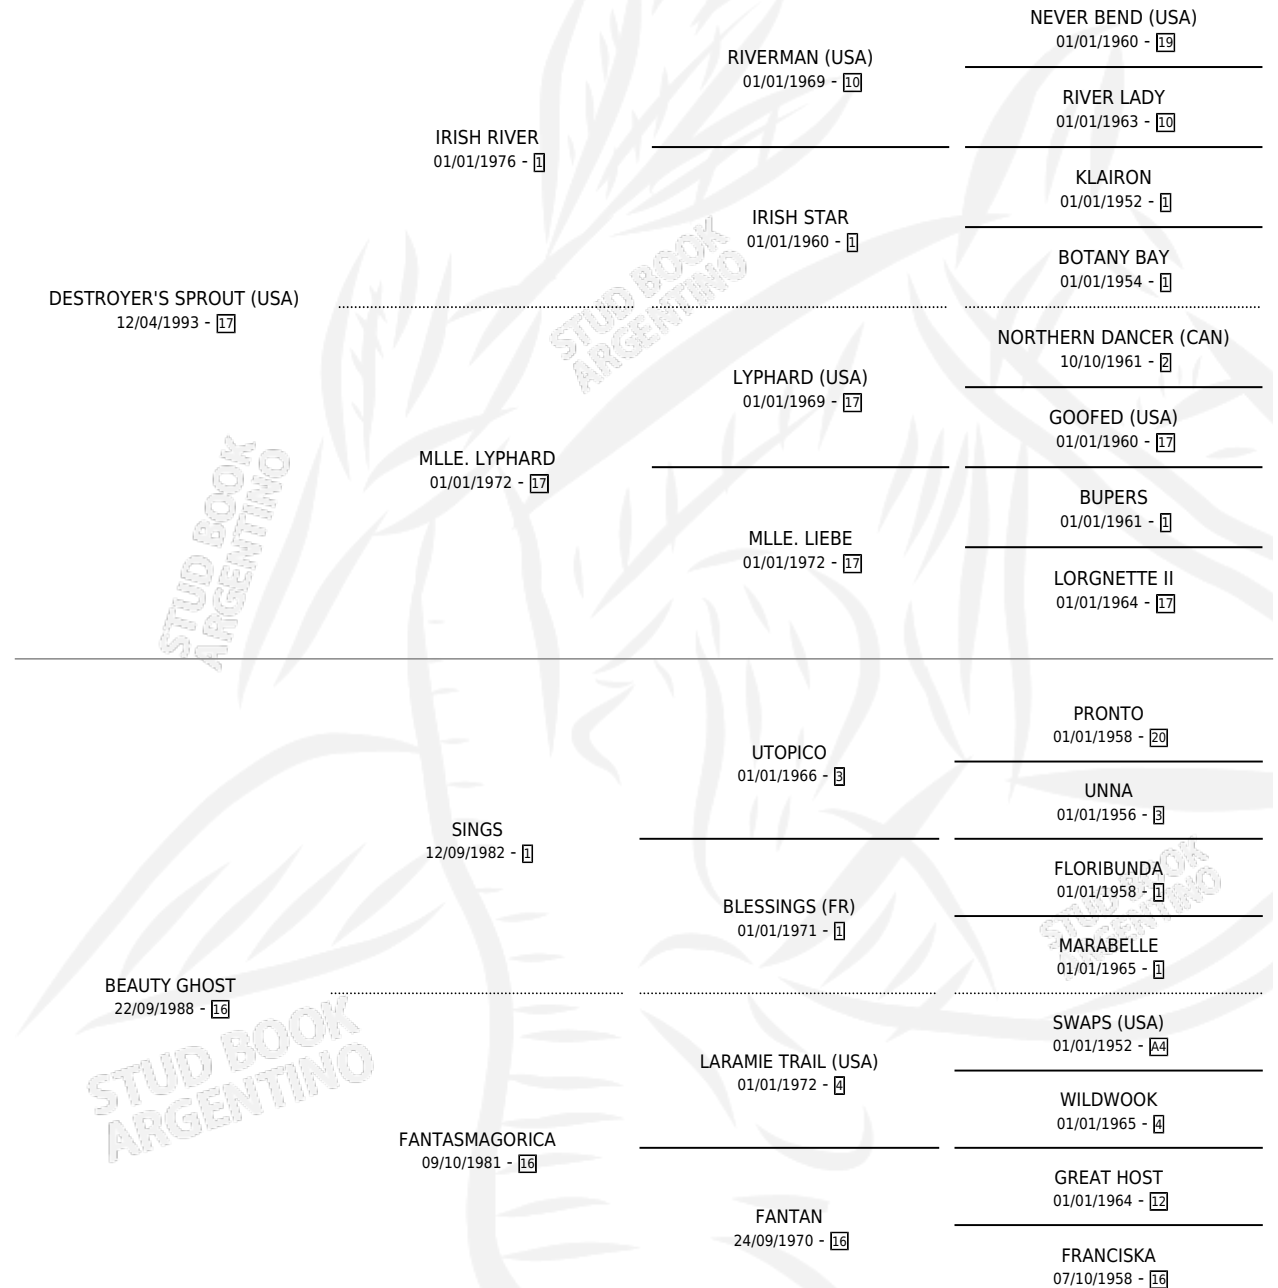 NEVER BEND (USA)
01/01/1960 - 19
RIVERMAN (USA)
01/01/1969 - 10
RIVER LADY
01/01/1963 - 10
IRISH RIVER
01/01/1976 - 1
KLAIRON
01/01/1952 - 1
IRISH STAR
01/01/1960 - 1
BOTANY BAY
01/01/1954 - 1
DESTROYER'S SPROUT (USA)
12/04/1993 - 17
NORTHERN DANCER (CAN)
10/10/1961 - 2
LYPHARD (USA)
01/01/1969 - 17
GOOFED (USA)
01/01/1960 - 17
MLLE. LYPHARD
01/01/1972 - 17
BUPERS
01/01/1961 - 1
MLLE. LIEBE
01/01/1972 - 17
LORGNETTE II
01/01/1964 - 17
PRONTO
01/01/1958 - 20
UTOPICO
01/01/1966 - 3
UNNA
01/01/1956 - 3
SINGS
12/09/1982 - 1
FLORIBUNDA
01/01/1958 - 1
BLESSINGS (FR)
01/01/1971 - 1
MARABELLE
01/01/1965 - 1
BEAUTY GHOST
22/09/1988 - 16
SWAPS (USA)
01/01/1952 - A4
LARAMIE TRAIL (USA)
01/01/1972 - 4
WILDWOOK
01/01/1965 - 4
FANTASMAGORICA
09/10/1981 - 16
GREAT HOST
01/01/1964 - 12
FANTAN
24/09/1970 - 16
FRANCISKA
07/10/1958 - 16
STUD BOOK
ARGENTINO
STUD BOOK
ARGENTINO
STUD BOOK
ARGENTINO
STUD BOOK
ARGENTINO